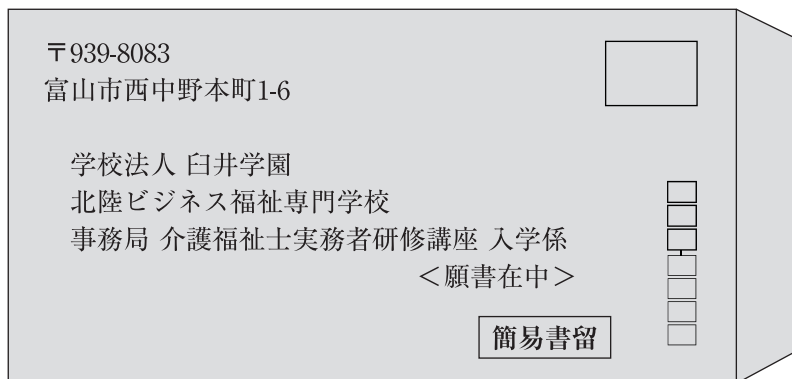 〒939-8083
富山市西中野本町1-6
学校法人 臼井学園
北陸ビジネス福祉専門学校
事務局 介護福祉士実務者研修講座 入学係
＜願書在中＞
簡易書留